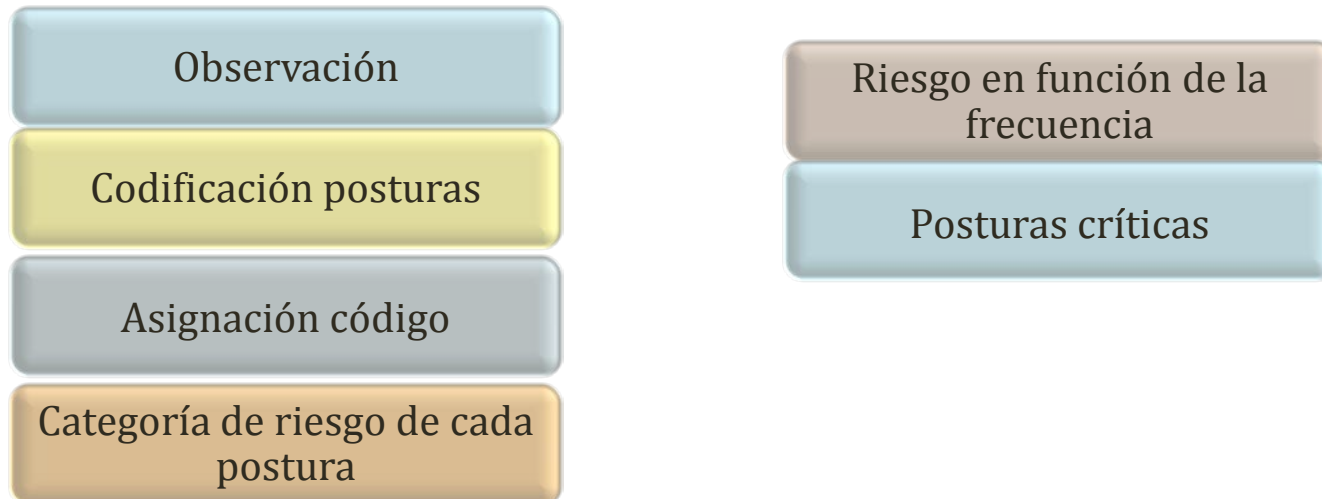 Observación
Codificación posturas
Asignación código
Categoría de riesgo de cada
postura
Riesgo en función de la
frecuencia
Posturas críticas